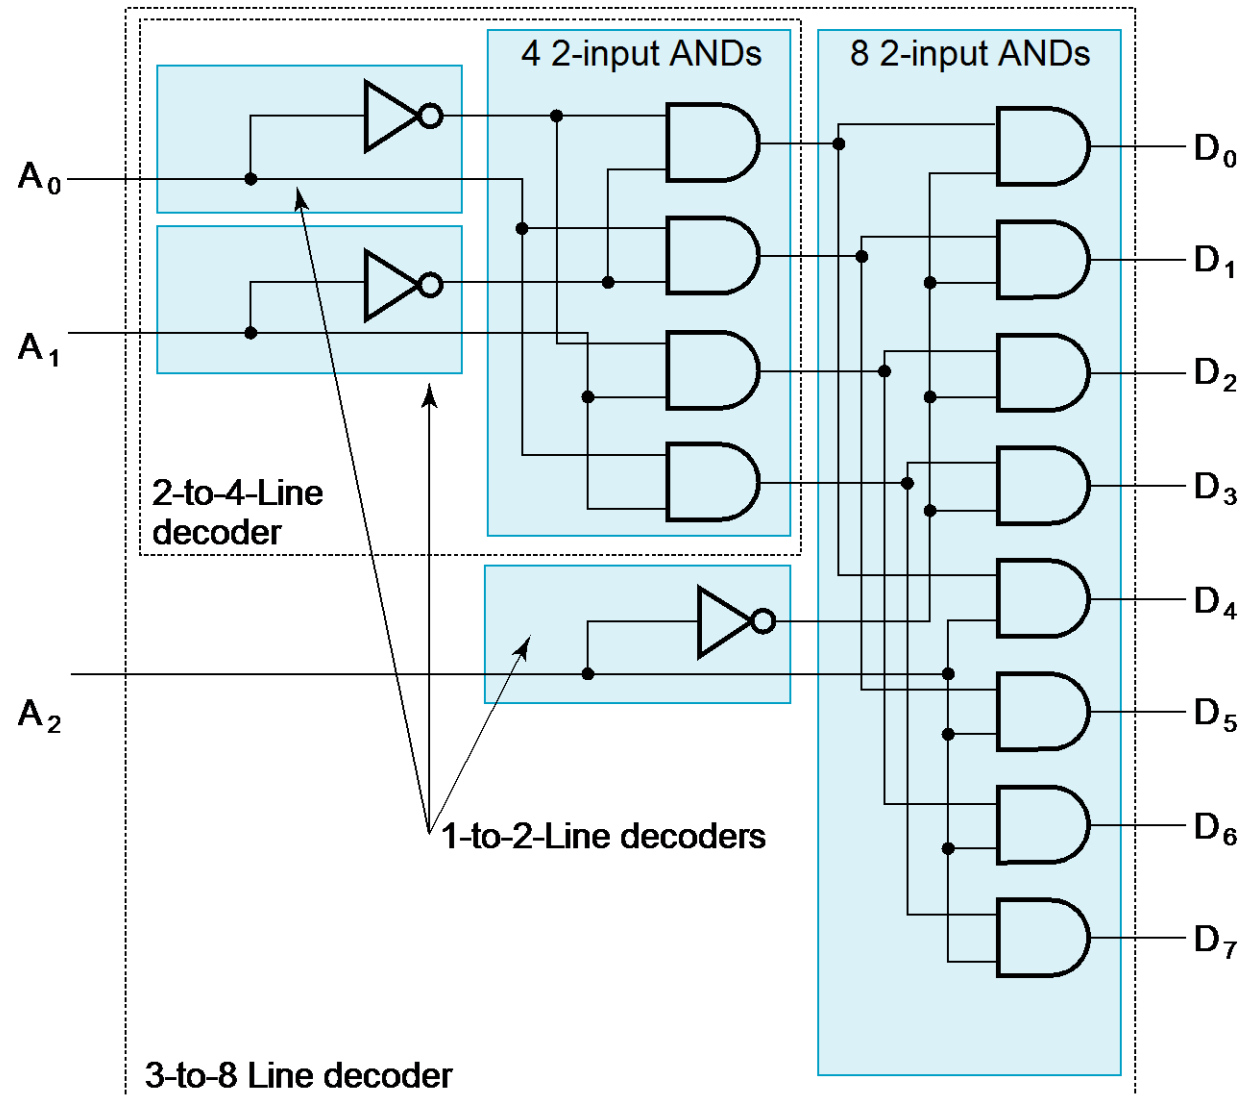 4 2-input ANDs
8 2-input ANDs
A0
A1
2-to-4-Line
decoder
A2
1-to-2-Line decoders
3-to-8 Line decoder
D0
D1
D2
D3
D4
D5
D6
D7